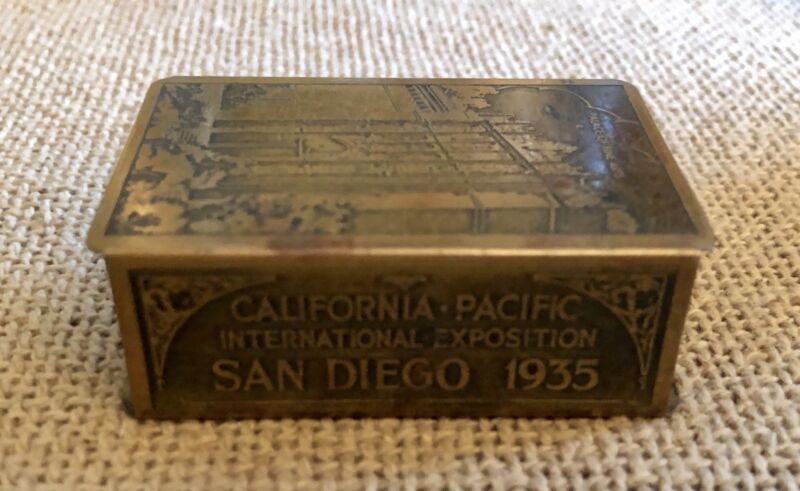 CALIFORNIA · PACIFIC
INTERNATIONAL · EXPOSITION
SAN DIEGO 1935